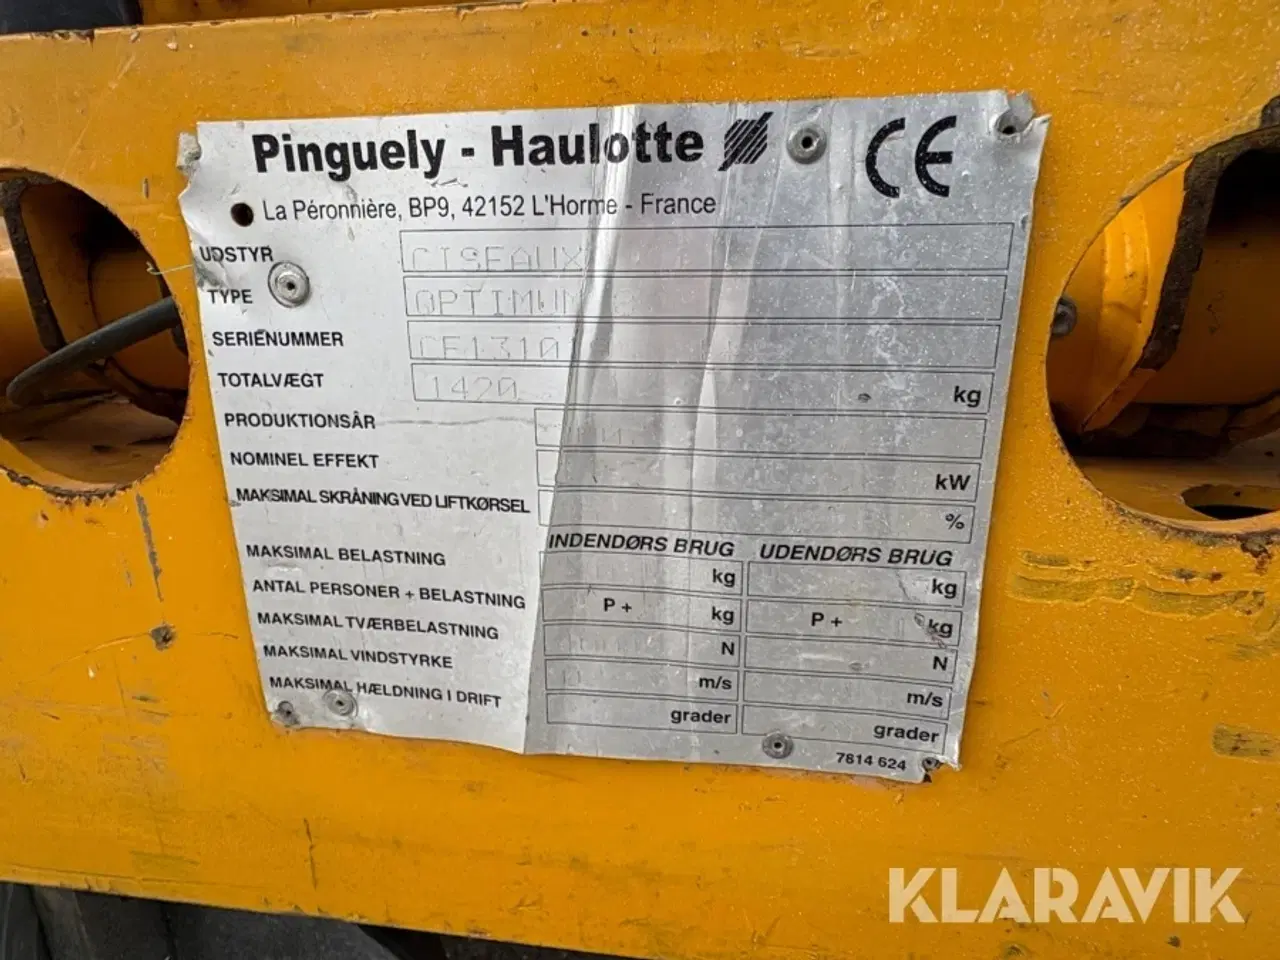 Pinguely - Haulotte CE
La Péronnière, BP9, 42152 L'Horme - France
UDSTYR CISEAUX
TYPE OPTIMUM 8
SERIENUMMER CE1310
TOTALVÆGT 1420 kg
PRODUKTIONSÅR
NOMINEL EFFEKT kW
MAKSIMAL SKRÅNING VED LIFTKØRSEL %
INDENDØRS BRUG UDENDØRS BRUG
MAKSIMAL BELASTNING kg kg
ANTAL PERSONER + BELASTNING P + kg P + kg
MAKSIMAL TVÆRBELASTNING N N
MAKSIMAL VINDSTYRKE m/s m/s
MAKSIMAL HÆLDNING I DRIFT grader grader
7814 624
KLARAVIK